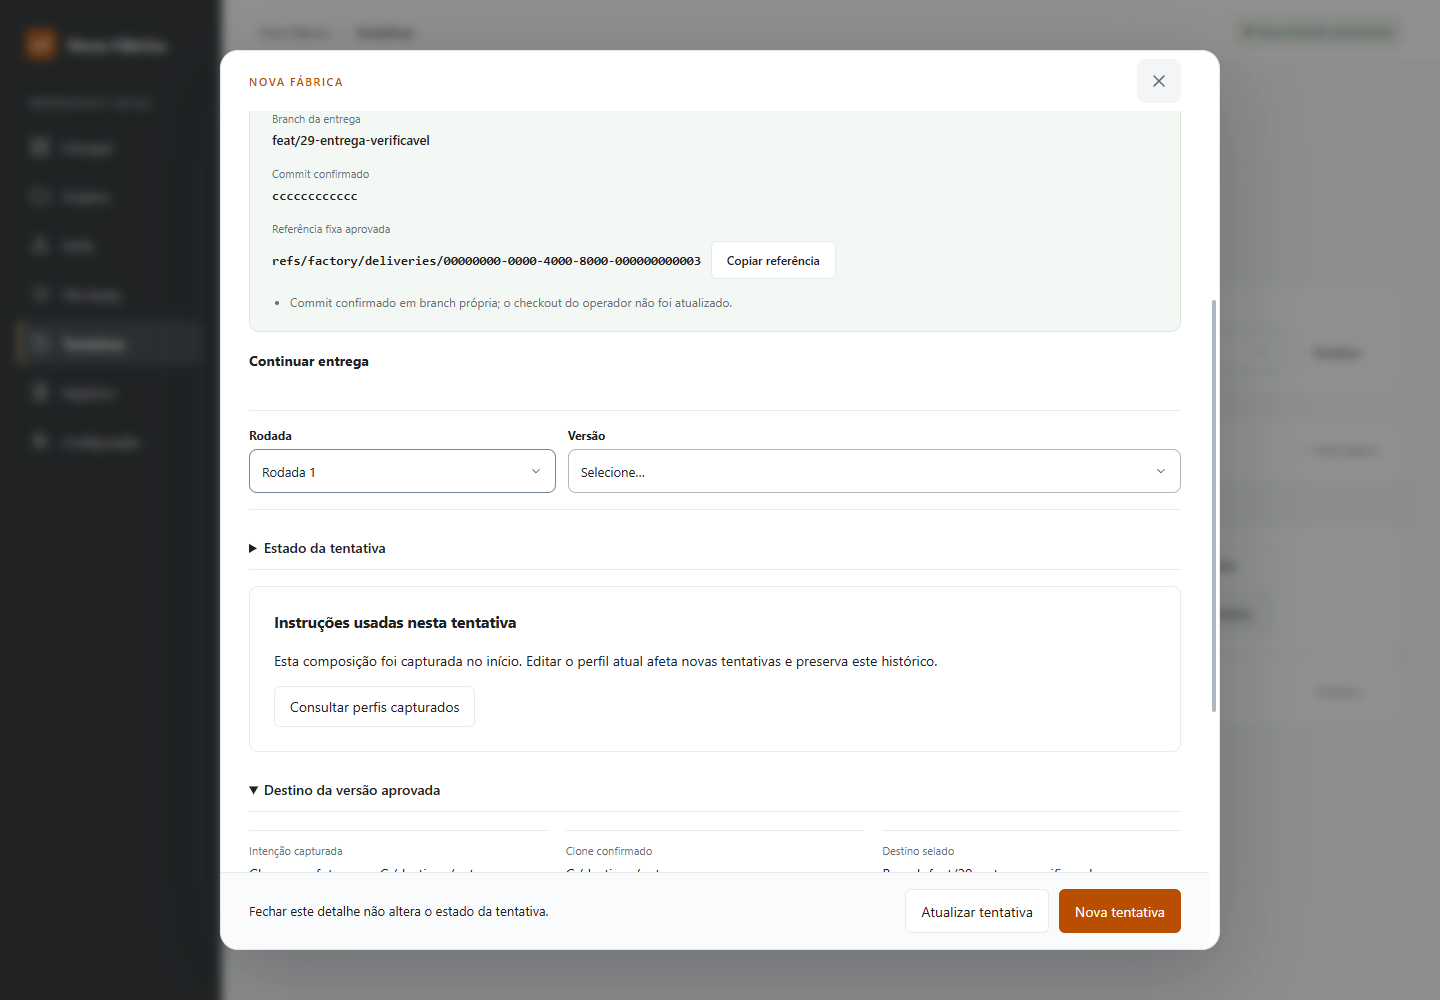 NOVA FÁBRICA
Branch da entrega
feat/29-entrega-verificavel
Commit confirmado
cccccccccccc
Referência fixa aprovada
refs/factory/deliveries/00000000-0000-4000-8000-000000000003
Copiar referência
Commit confirmado em branch própria; o checkout do operador não foi atualizado.
Continuar entrega
Rodada
Versão
Rodada 1
Selecione...
Estado da tentativa
Instruções usadas nesta tentativa
Esta composição foi capturada no início. Editar o perfil atual afeta novas tentativas e preserva este histórico.
Consultar perfis capturados
Destino da versão aprovada
Intenção capturada
Clone confirmado
Destino selado
Fechar este detalhe não altera o estado da tentativa.
Atualizar tentativa
Nova tentativa